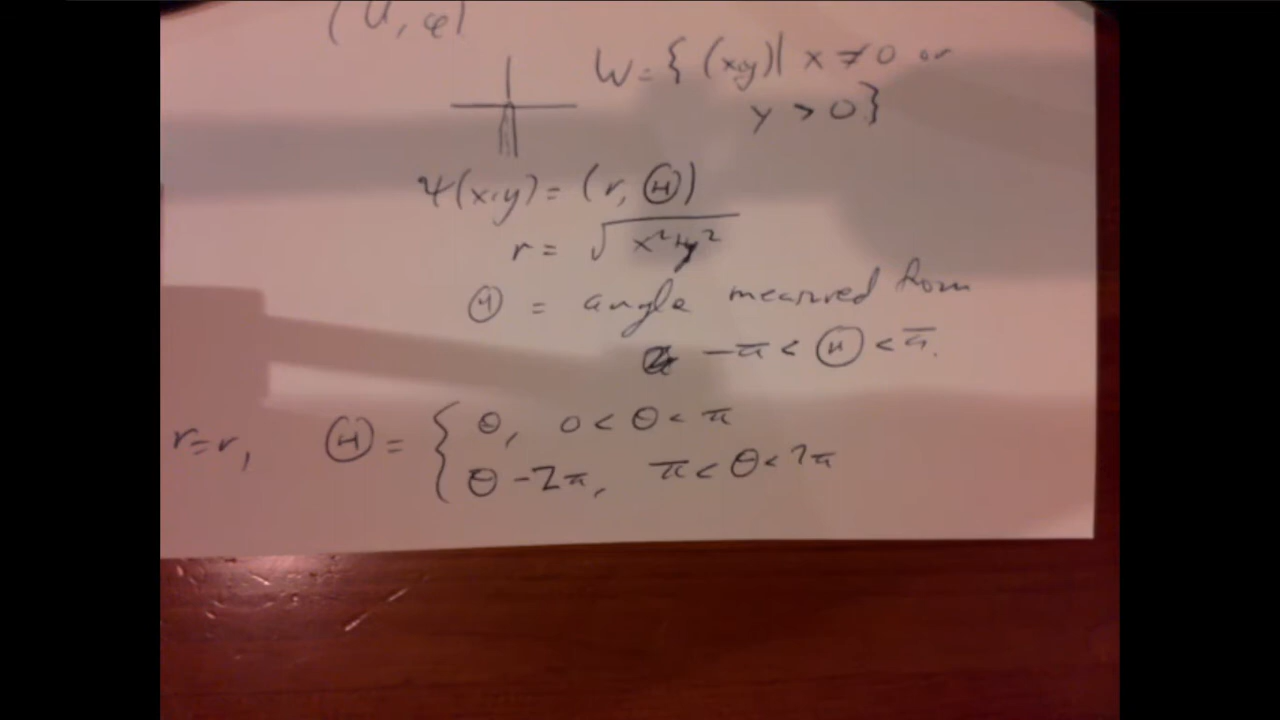 (U, φ)
W = { (x,y) | x ≠ 0 or
y > 0 }
Ψ(x,y) = (r, Θ)
r = √(x² + y²)
Θ = angle measured from
-π < Θ < π.
r = r, Θ = { θ, 0 < θ < π
θ - 2π, π < θ < 2π